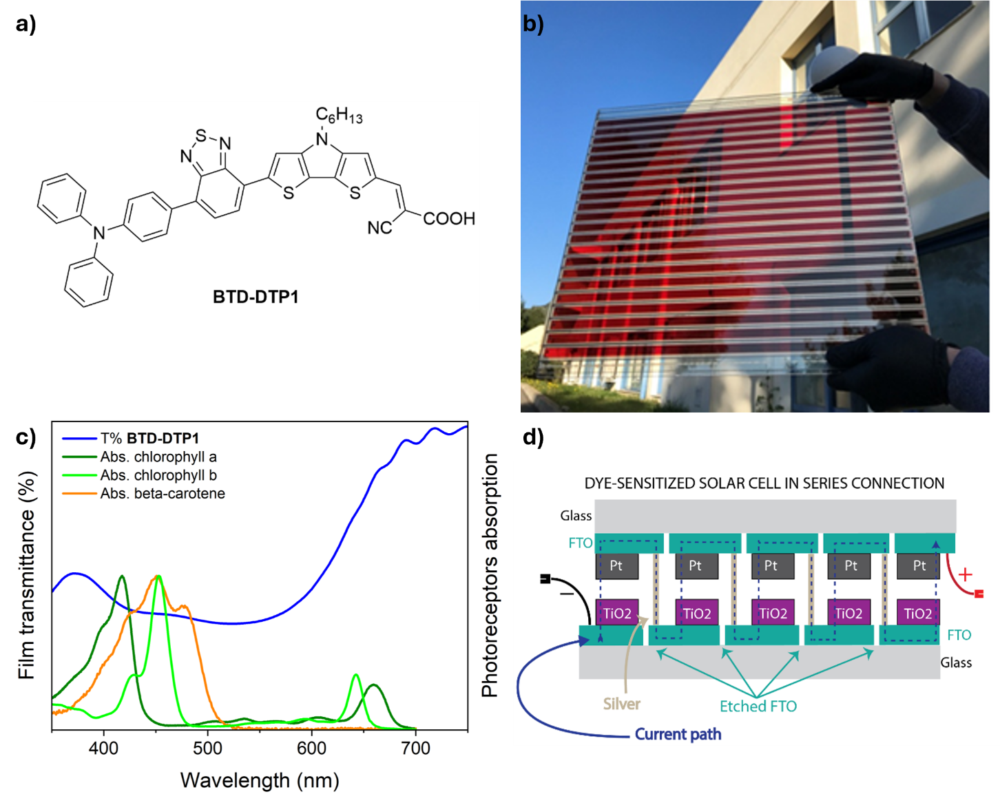 a)
C6H13
N
S
N
N
S
S
N
NC
COOH
BTD-DTP1
b)
c)
T% BTD-DTP1
Abs. chlorophyll a
Abs. chlorophyll b
Abs. beta-carotene
Film transmittance (%)
Photoreceptors absorption
400
500
600
700
Wavelength (nm)
d)
DYE-SENSITIZED SOLAR CELL IN SERIES CONNECTION
Glass
FTO
Pt
Pt
Pt
Pt
Pt
+
−
TiO2
TiO2
TiO2
TiO2
TiO2
FTO
Glass
Silver
Etched FTO
Current path